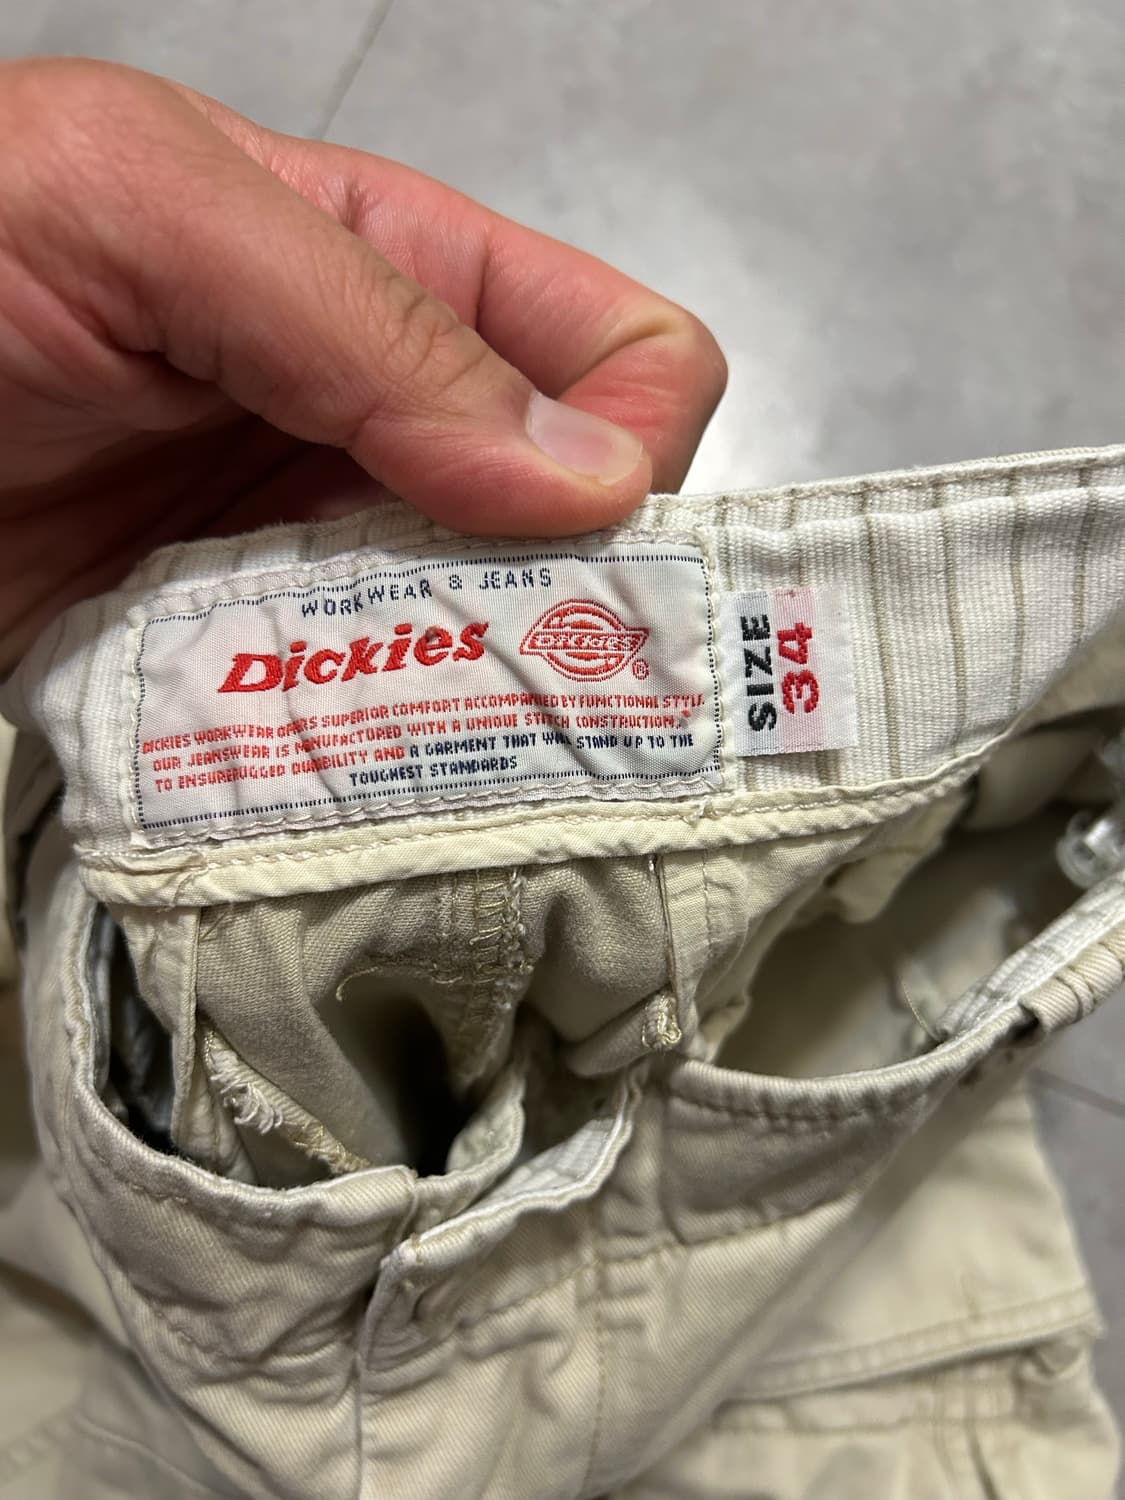 WORKWEAR & JEANS
Dickies
DICKIES
®
DICKIES WORKWEAR OFFERS SUPERIOR COMFORT ACCOMPANIED BY FUNCTIONAL STYLE.
OUR JEANSWEAR IS MANUFACTURED WITH A UNIQUE STITCH CONSTRUCTION,
TO ENSURE RUGGED DURABILITY AND A GARMENT THAT WILL STAND UP TO THE
TOUGHEST STANDARDS
SIZE
34